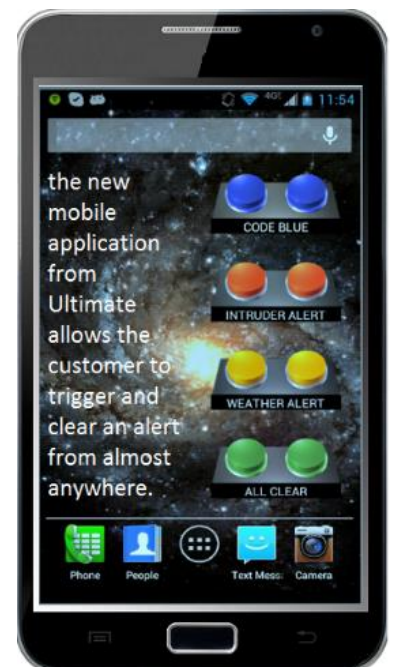 4G 11:54
the new
mobile
application
from
Ultimate
allows the
customer to
trigger and
clear an alert
from almost
anywhere.
CODE BLUE
INTRUDER ALERT
WEATHER ALERT
ALL CLEAR
Phone People Text Mess: Camera